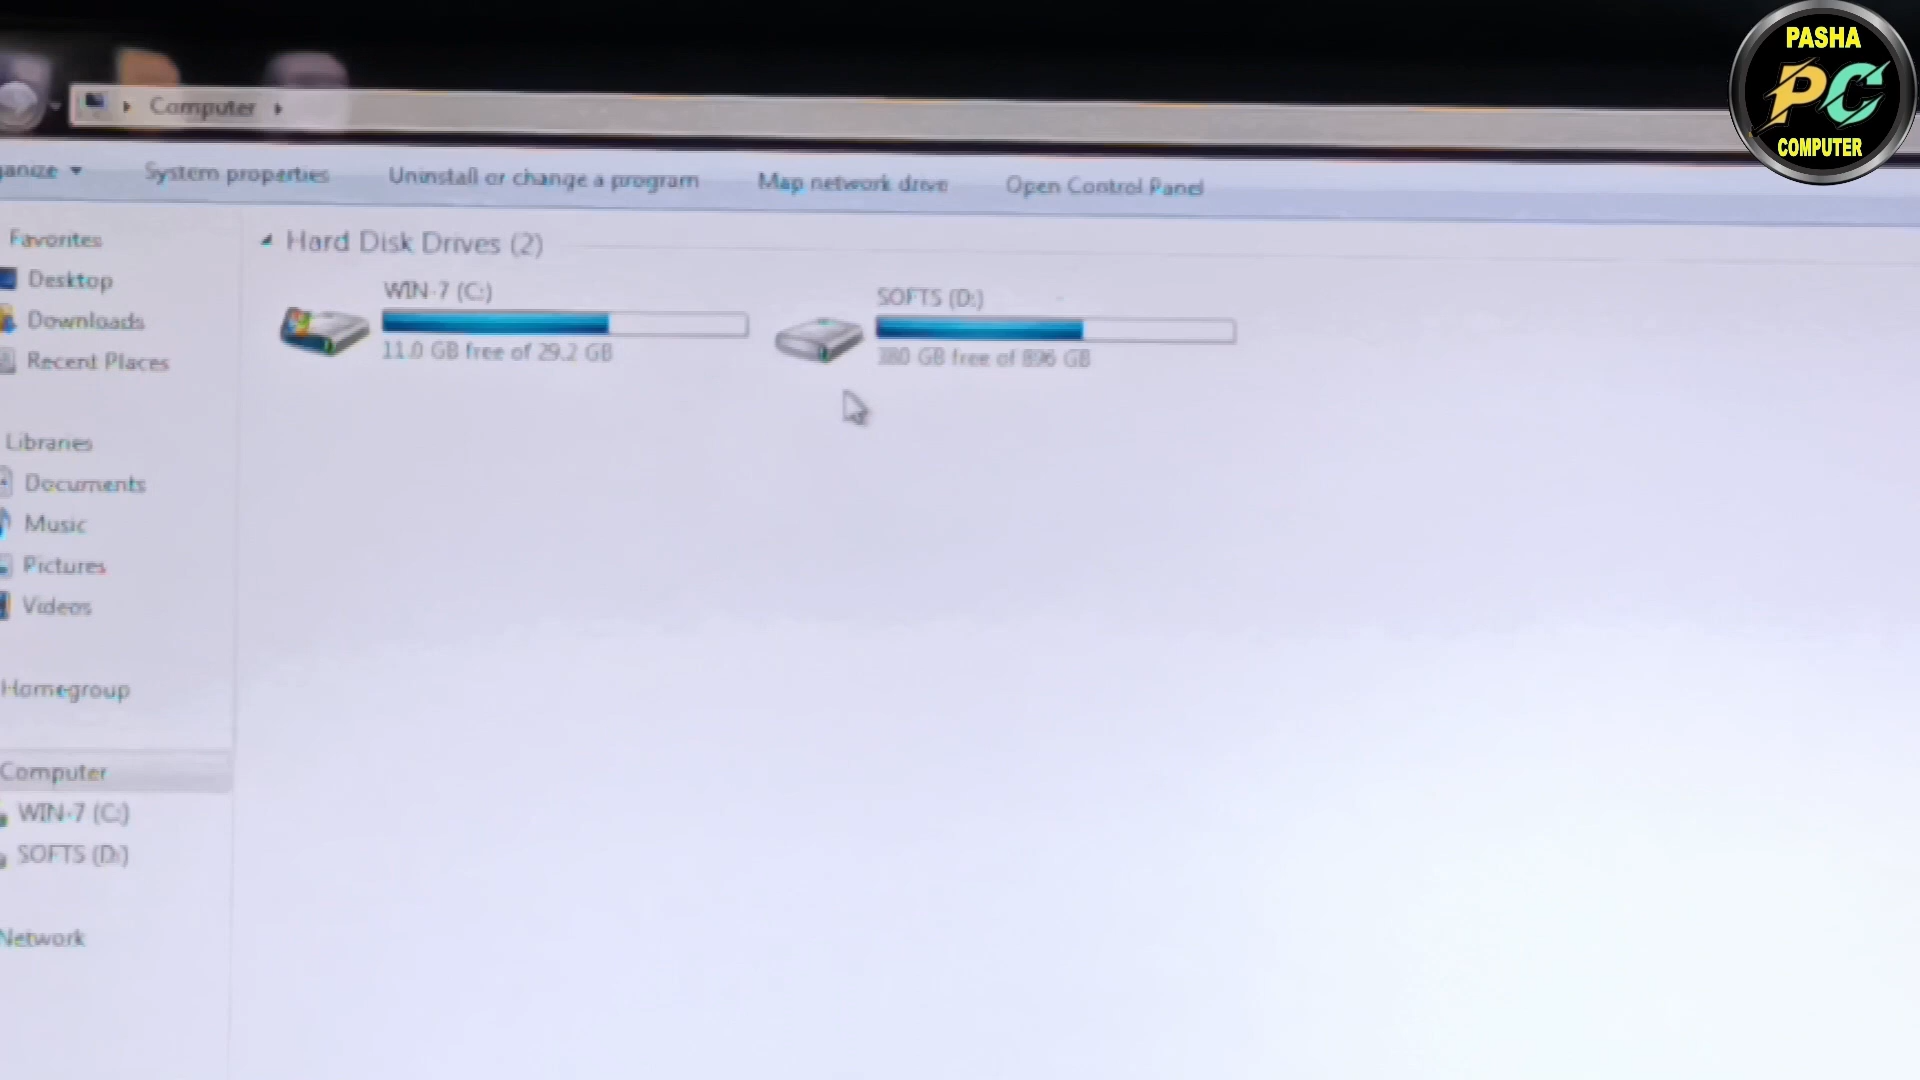 PASHA
PC
COMPUTER
Computer
System properties
Uninstall or change a program
Map network drive
Open Control Panel
Favorites
Desktop
Downloads
Recent Places
Libraries
Documents
Music
Pictures
Videos
Homegroup
Computer
WIN-7 (C:)
SOFTS (D:)
Network
Hard Disk Drives (2)
WIN-7 (C:)
11.0 GB free of 29.2 GB
SOFTS (D:)
GB free of 896 GB